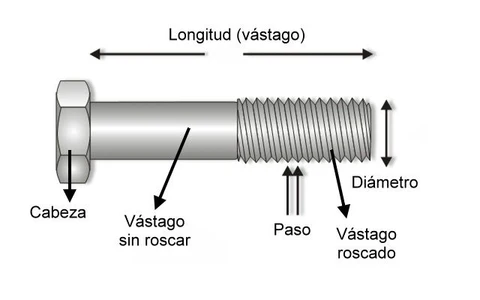 Longitud (vástago)
Diámetro
Cabeza
Vástago
sin roscar
Paso
Vástago
roscado